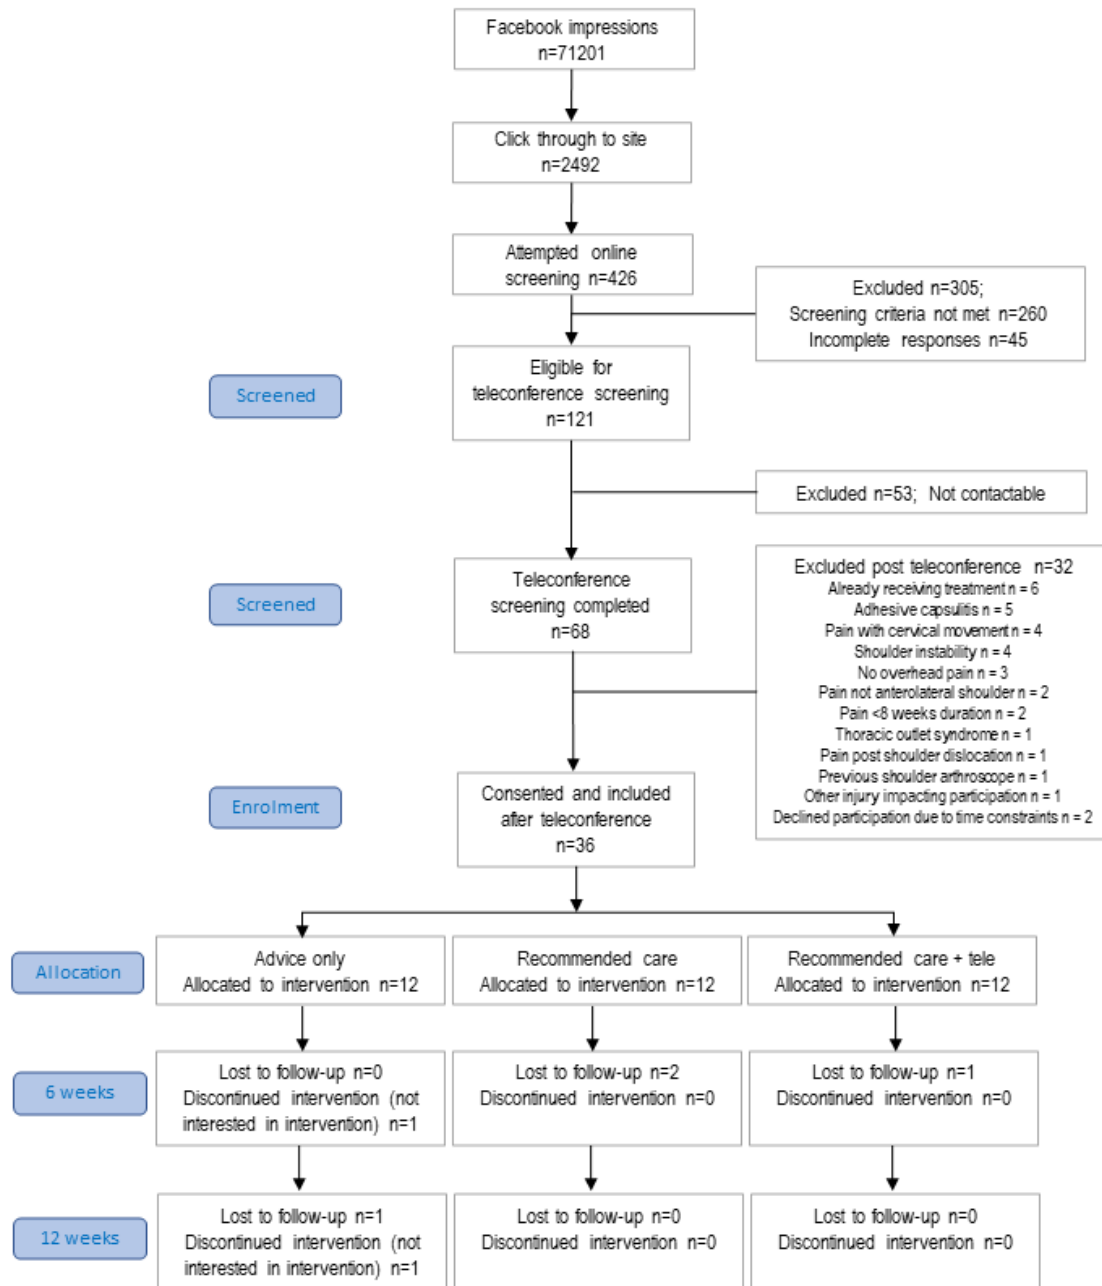 Facebook impressions
n=71201
Click through to site
n=2492
Attempted online
screening n=426
Excluded n=305;
Screening criteria not met n=260
Incomplete responses n=45
Screened
Eligible for
teleconference screening
n=121
Excluded n=53; Not contactable
Screened
Teleconference
screening completed
n=68
Excluded post teleconference n=32
Already receiving treatment n = 6
Adhesive capsulitis n = 5
Pain with cervical movement n = 4
Shoulder instability n = 4
No overhead pain n = 3
Pain not anterolateral shoulder n = 2
Pain <8 weeks duration n = 2
Thoracic outlet syndrome n = 1
Pain post shoulder dislocation n = 1
Previous shoulder arthroscope n = 1
Other injury impacting participation n = 1
Declined participation due to time constraints n = 2
Enrolment
Consented and included
after teleconference
n=36
Allocation
Advice only
Allocated to intervention n=12
Recommended care
Allocated to intervention n=12
Recommended care + tele
Allocated to intervention n=12
6 weeks
Lost to follow-up n=0
Discontinued intervention (not
interested in intervention) n=1
Lost to follow-up n=2
Discontinued intervention n=0
Lost to follow-up n=1
Discontinued intervention n=0
12 weeks
Lost to follow-up n=1
Discontinued intervention (not
interested in intervention) n=1
Lost to follow-up n=0
Discontinued intervention n=0
Lost to follow-up n=0
Discontinued intervention n=0